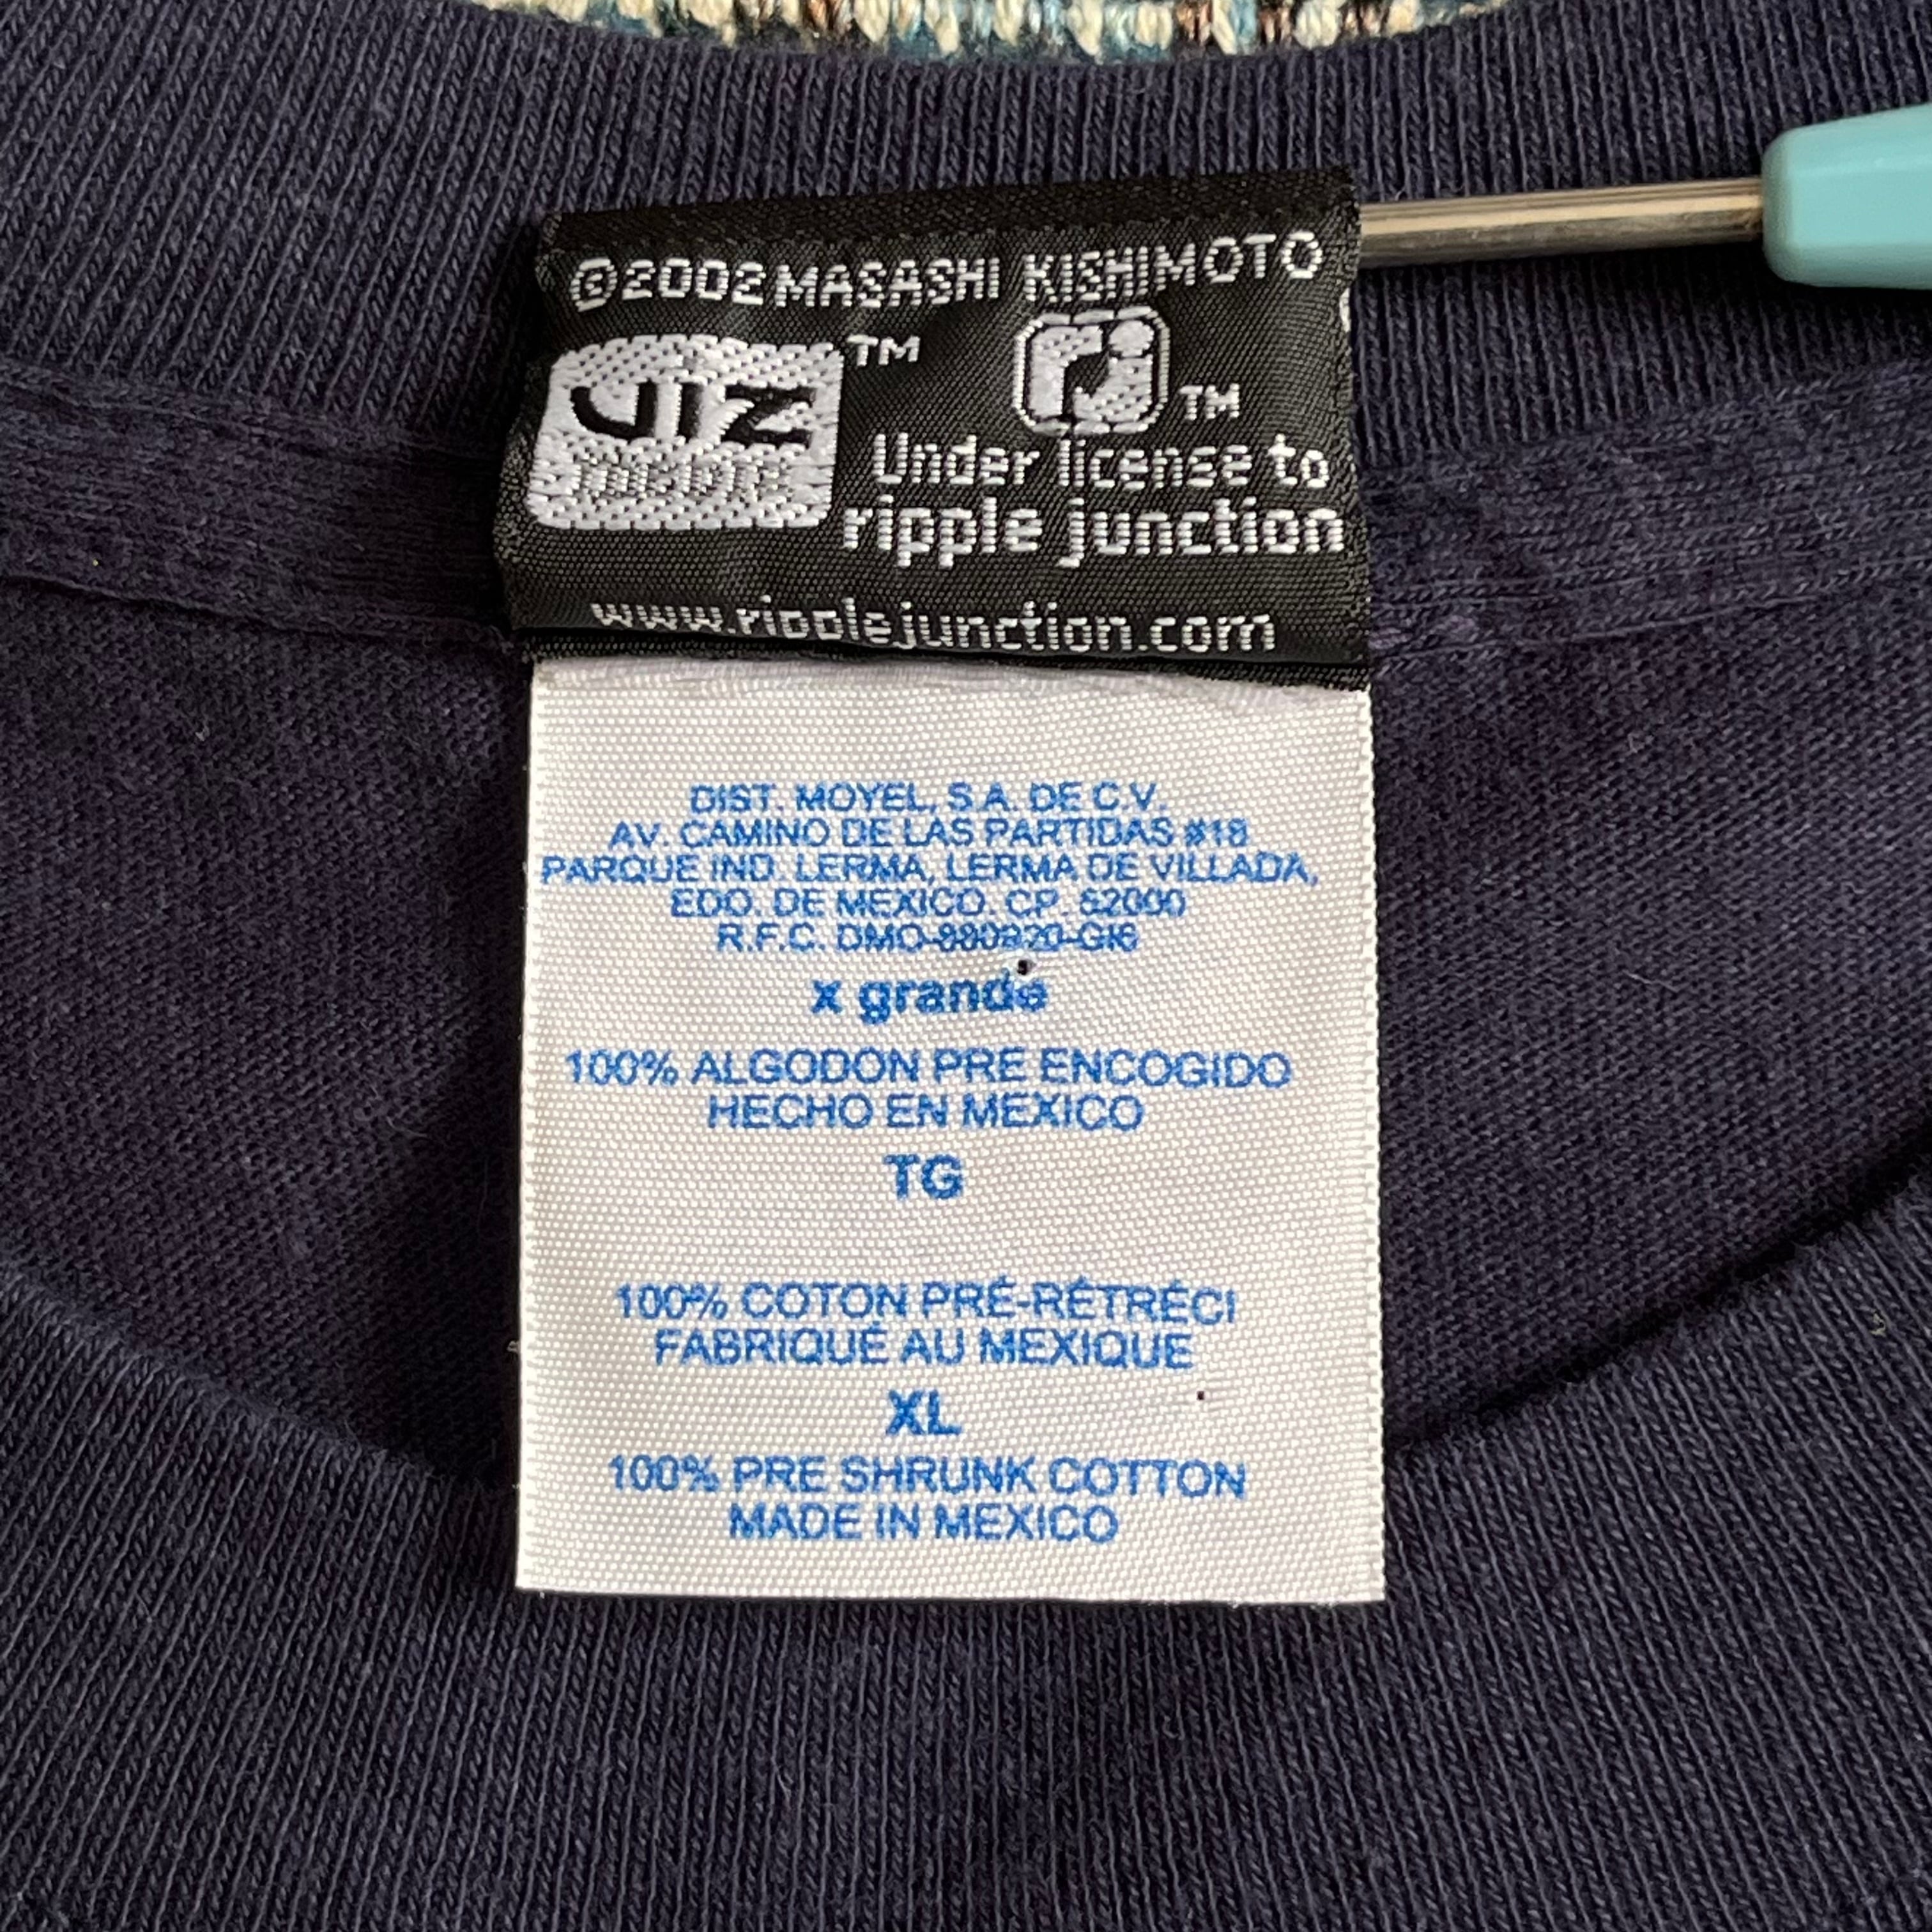 ©2002 MASASHI KISHIMOTO
VIZ TM
TM
Under license to
ripple junction
www.ripplejunction.com
DIST. MOYEL, S.A. DE C.V.
AV. CAMINO DE LAS PARTIDAS #18
PARQUE IND. LERMA, LERMA DE VILLADA,
EDO. DE MEXICO. CP. 52000
R.F.C.
x grande
100% ALGODON PRE ENCOGIDO
HECHO EN MEXICO
TG
100% COTON PRÉ-RÉTRÉCI
FABRIQUÉ AU MEXIQUE
XL
100% PRE SHRUNK COTTON
MADE IN MEXICO